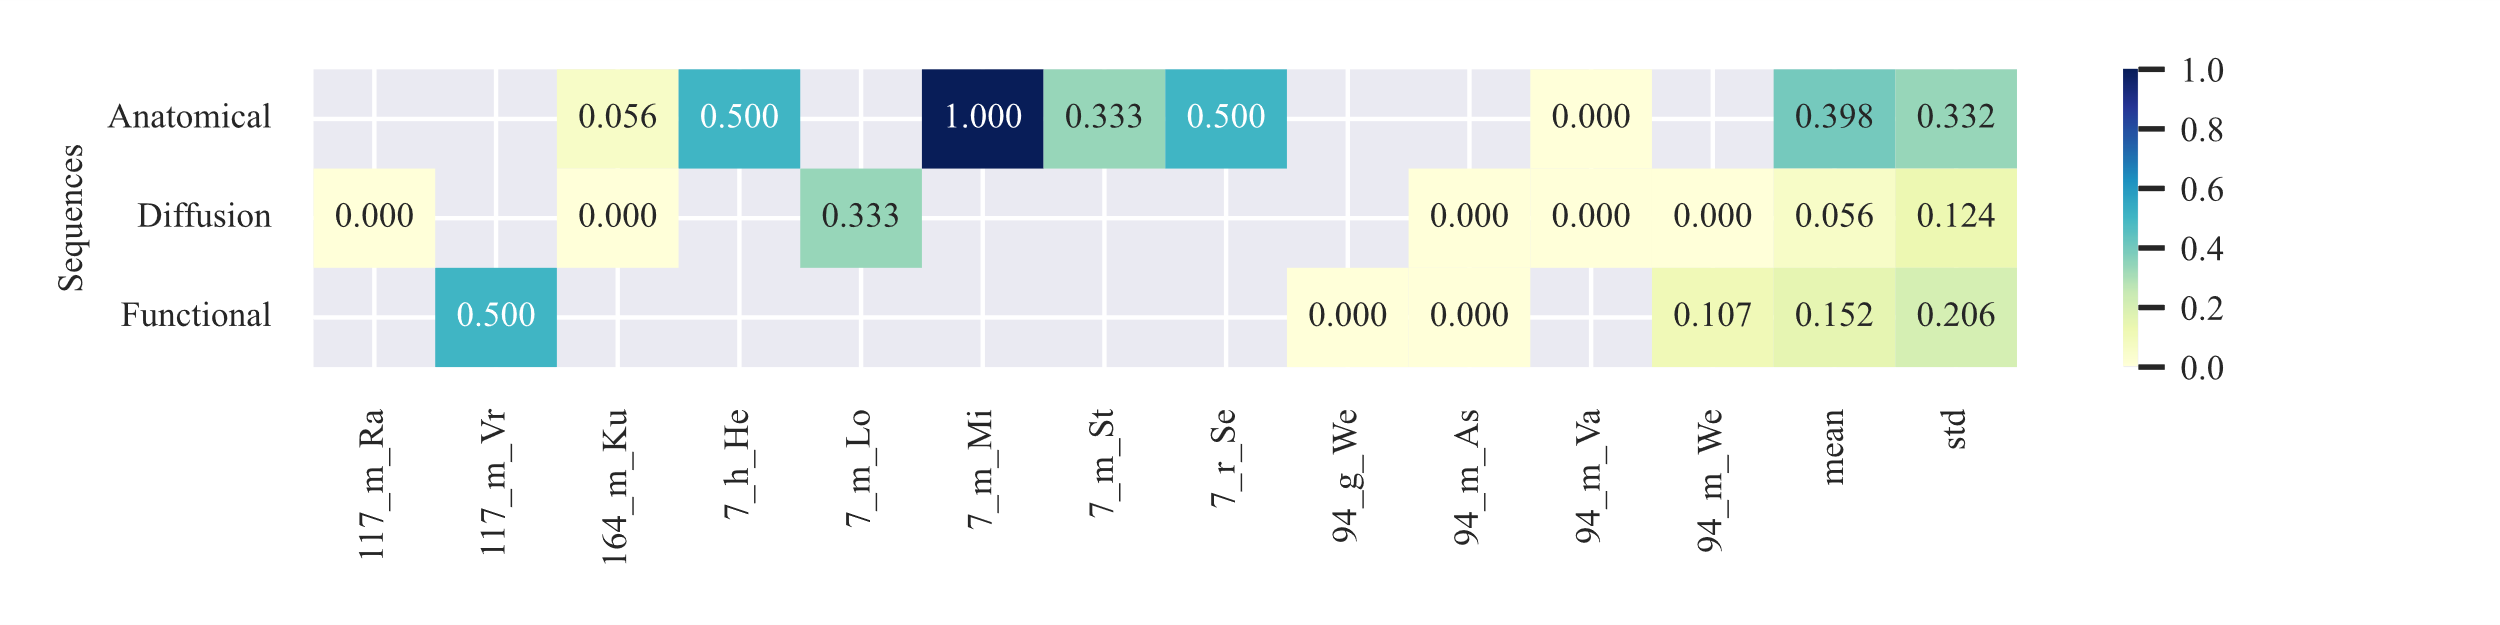 Sequences
Anatomical 0.056 0.500 1.000 0.333 0.500 0.000 0.398 0.332
Diffusion 0.000 0.000 0.333 0.000 0.000 0.000 0.056 0.124
Functional 0.500 0.000 0.000 0.107 0.152 0.206
117_m_Ra 117_m_Vr 164_m_Ku 7_h_He 7_m_Lo 7_m_Mi 7_m_St 7_r_Se 94_g_We 94_m_As 94_m_Va 94_m_We mean std
1.0
0.8
0.6
0.4
0.2
0.0